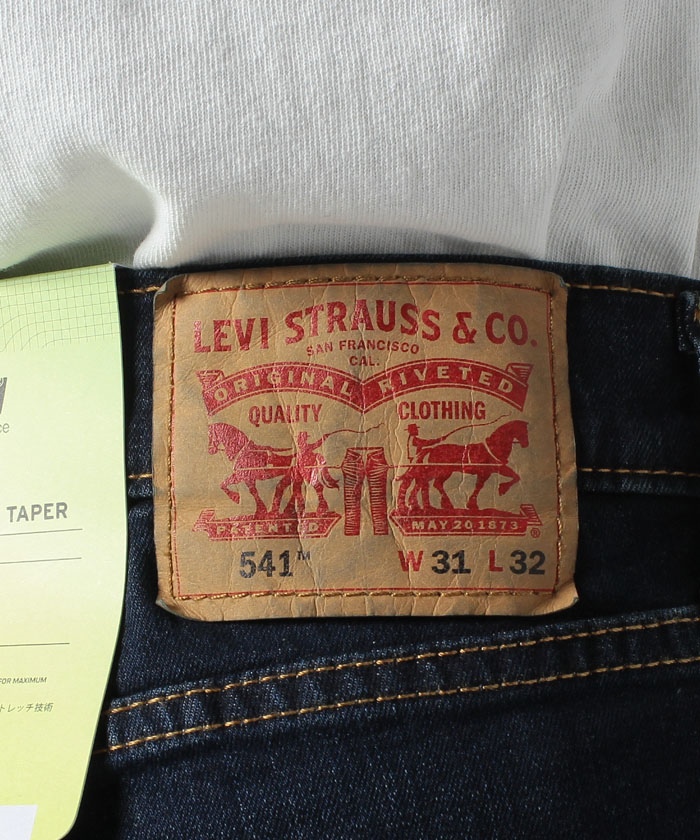 LEVI STRAUSS & CO.
SAN FRANCISCO
CAL.
ORIGINAL RIVETED
QUALITY CLOTHING
PATENTED MAY 20 1873 ®
541™ W 31 L 32
TAPER
FOR MAXIMUM
トレッチ技術